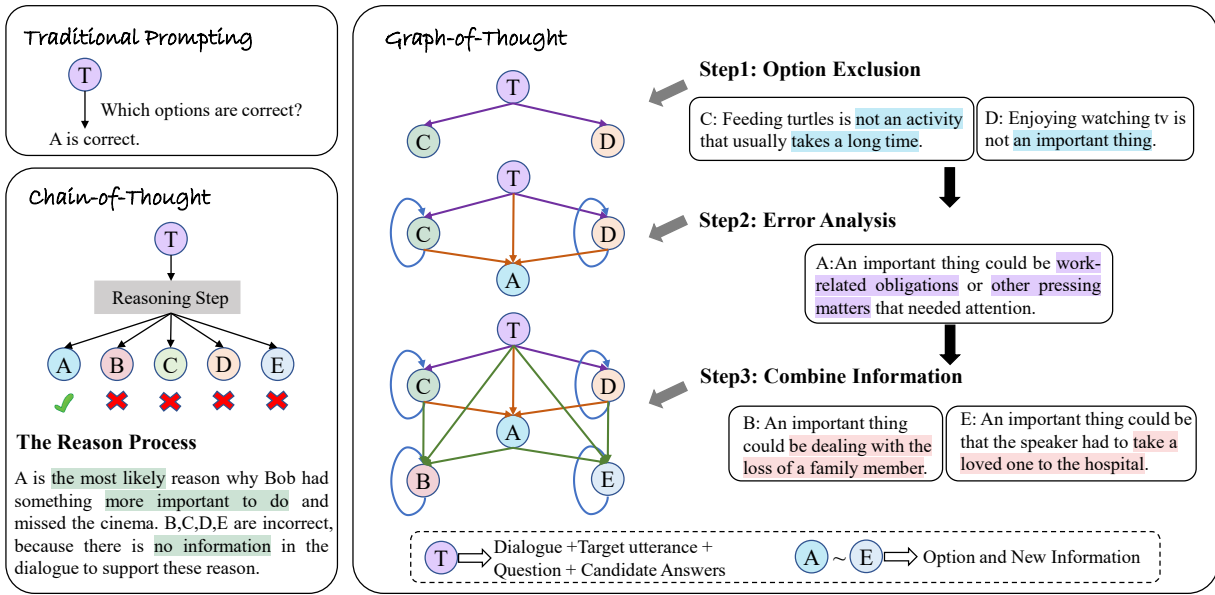 Traditional Prompting
T
Which options are correct?
A is correct.
Chain-of-Thought
T
Reasoning Step
A B C D E
The Reason Process
A is the most likely reason why Bob had
something more important to do and
missed the cinema. B,C,D,E are incorrect,
because there is no information in the
dialogue to support these reason.
Graph-of-Thought
T
C D
T
C D
A
T
C D
A
B E
Step1: Option Exclusion
C: Feeding turtles is not an activity
that usually takes a long time.
D: Enjoying watching tv is
not an important thing.
Step2: Error Analysis
A:An important thing could be work-
related obligations or other pressing
matters that needed attention.
Step3: Combine Information
B: An important thing
could be dealing with the
loss of a family member.
E: An important thing could be
that the speaker had to take a
loved one to the hospital.
T Dialogue +Target utterance +
Question + Candidate Answers
A ~ E Option and New Information